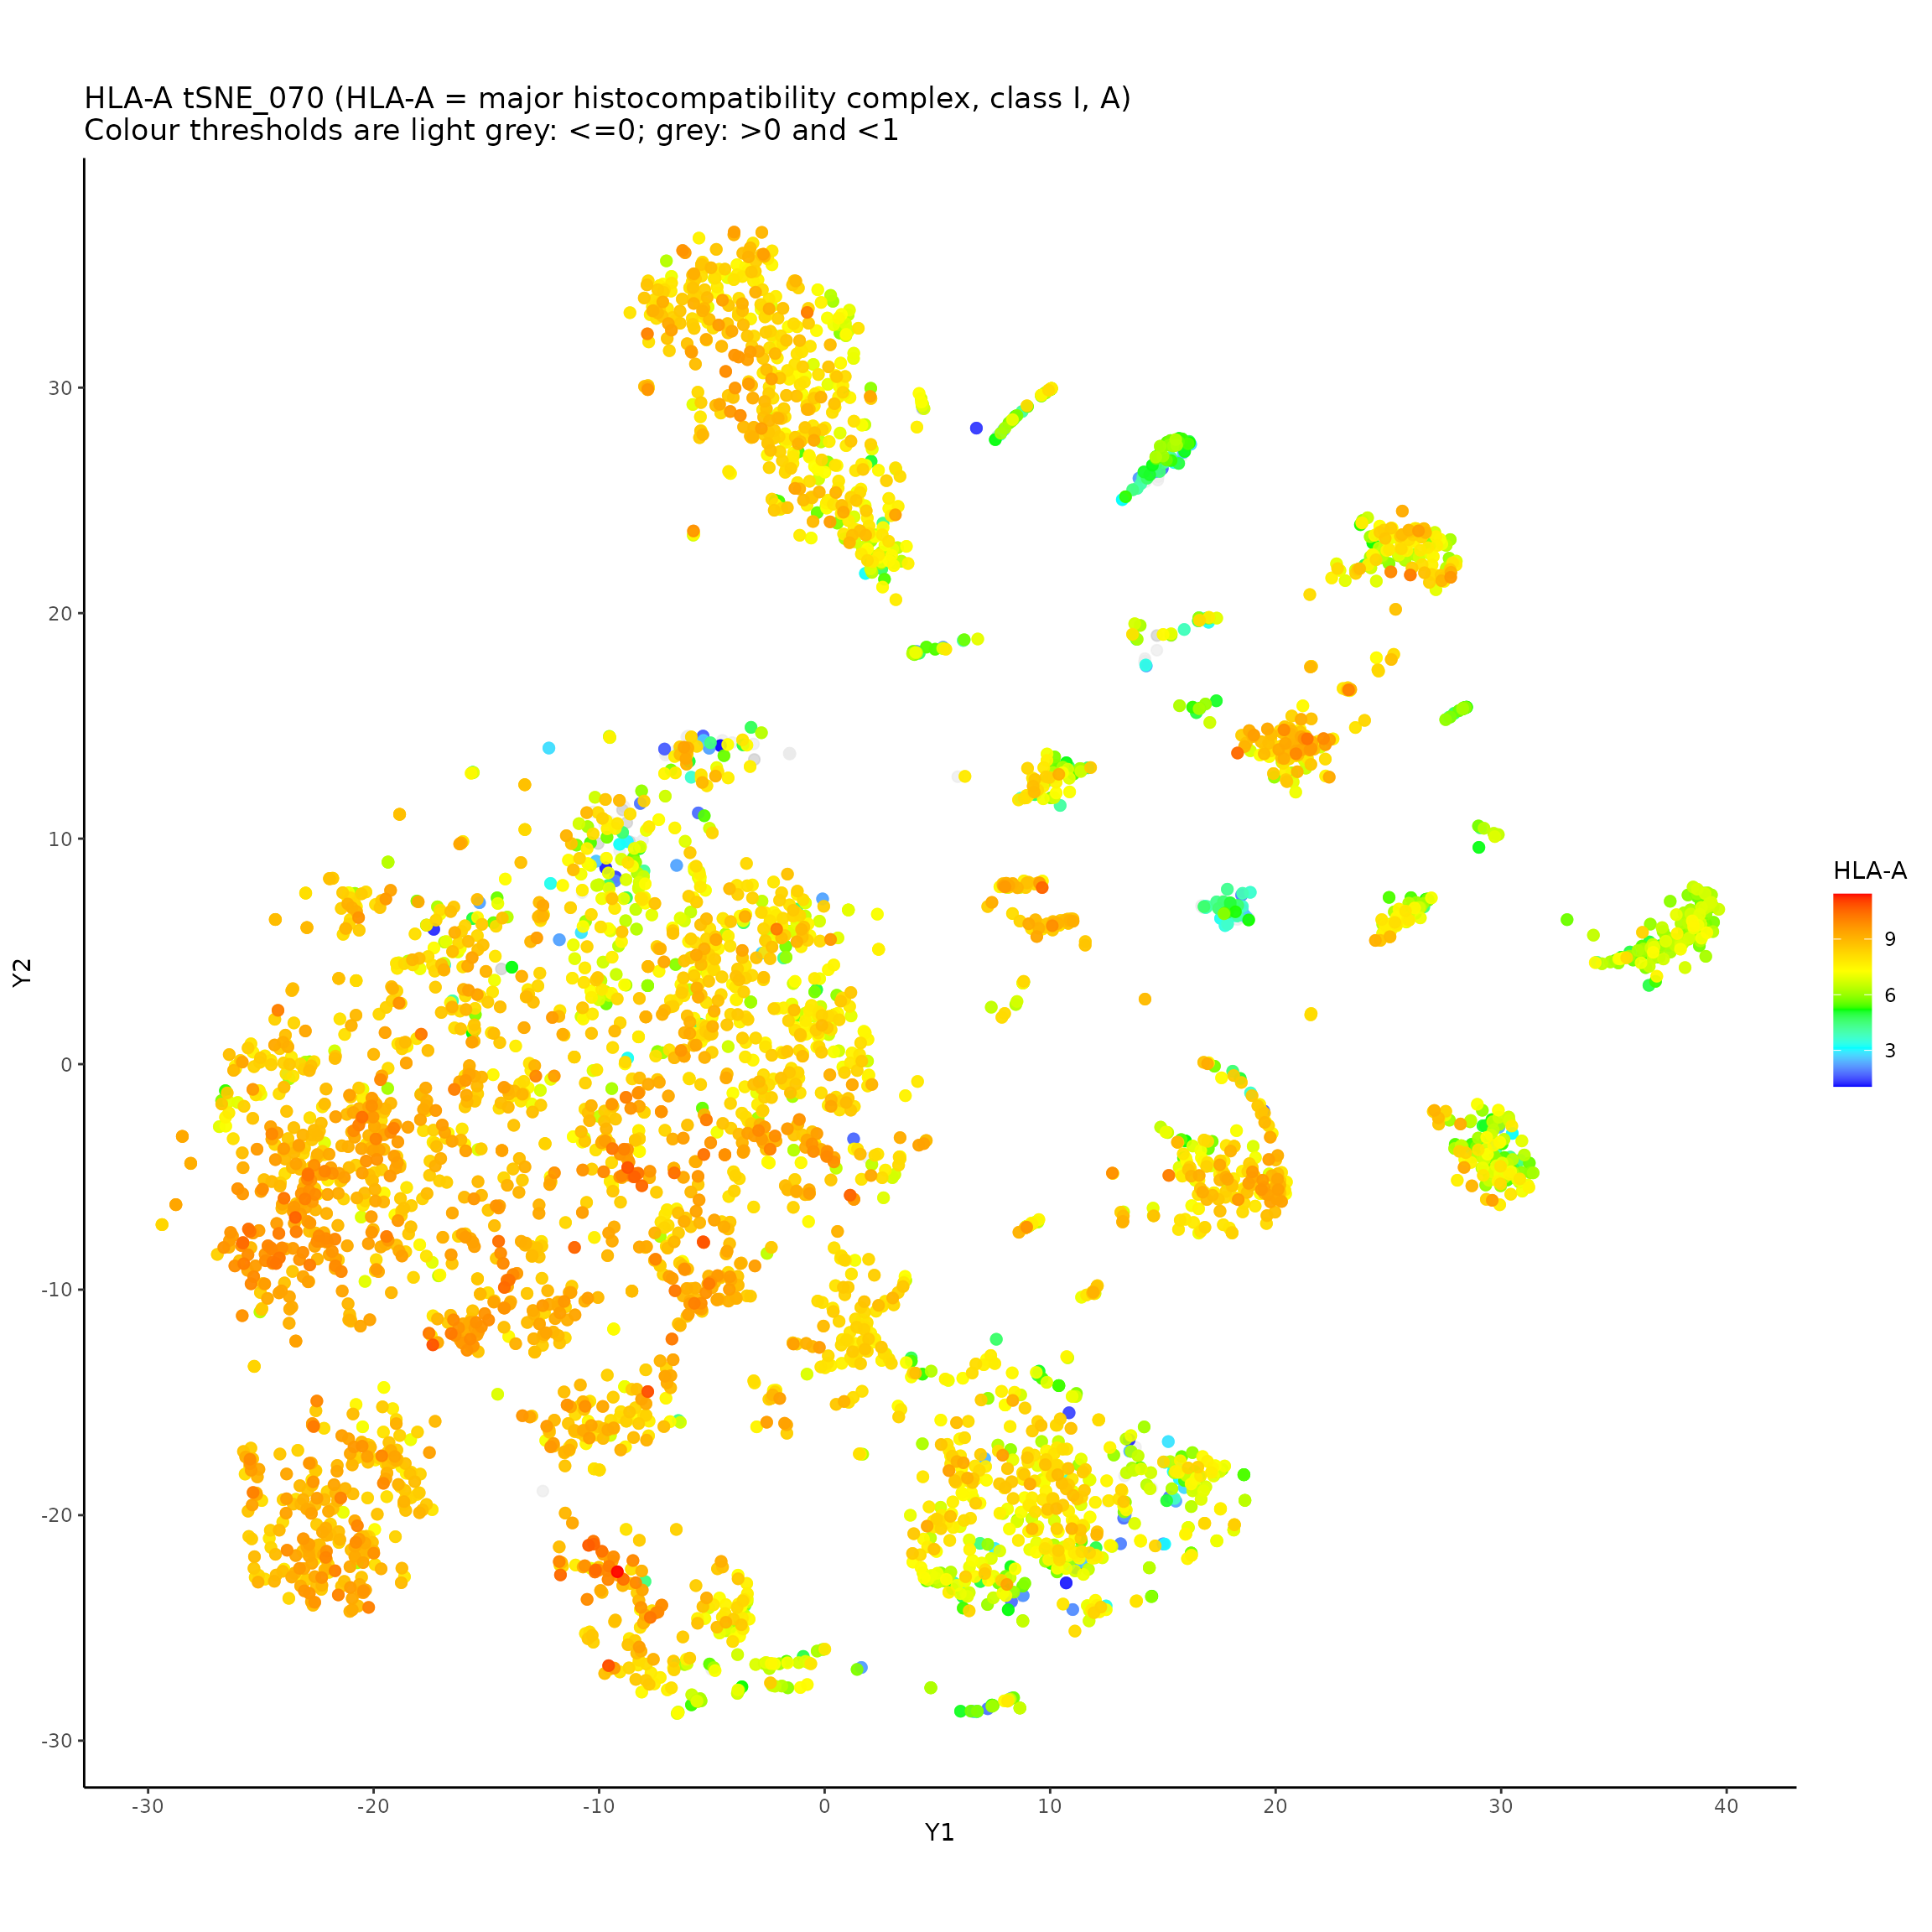 HLA-A tSNE_070 (HLA-A = major histocompatibility complex, class I, A)
Colour thresholds are light grey: <=0; grey: >0 and <1
30
20
10
0
-10
-20
-30
Y2
-30 -20 -10 0 10 20 30 40
Y1
HLA-A
9
6
3